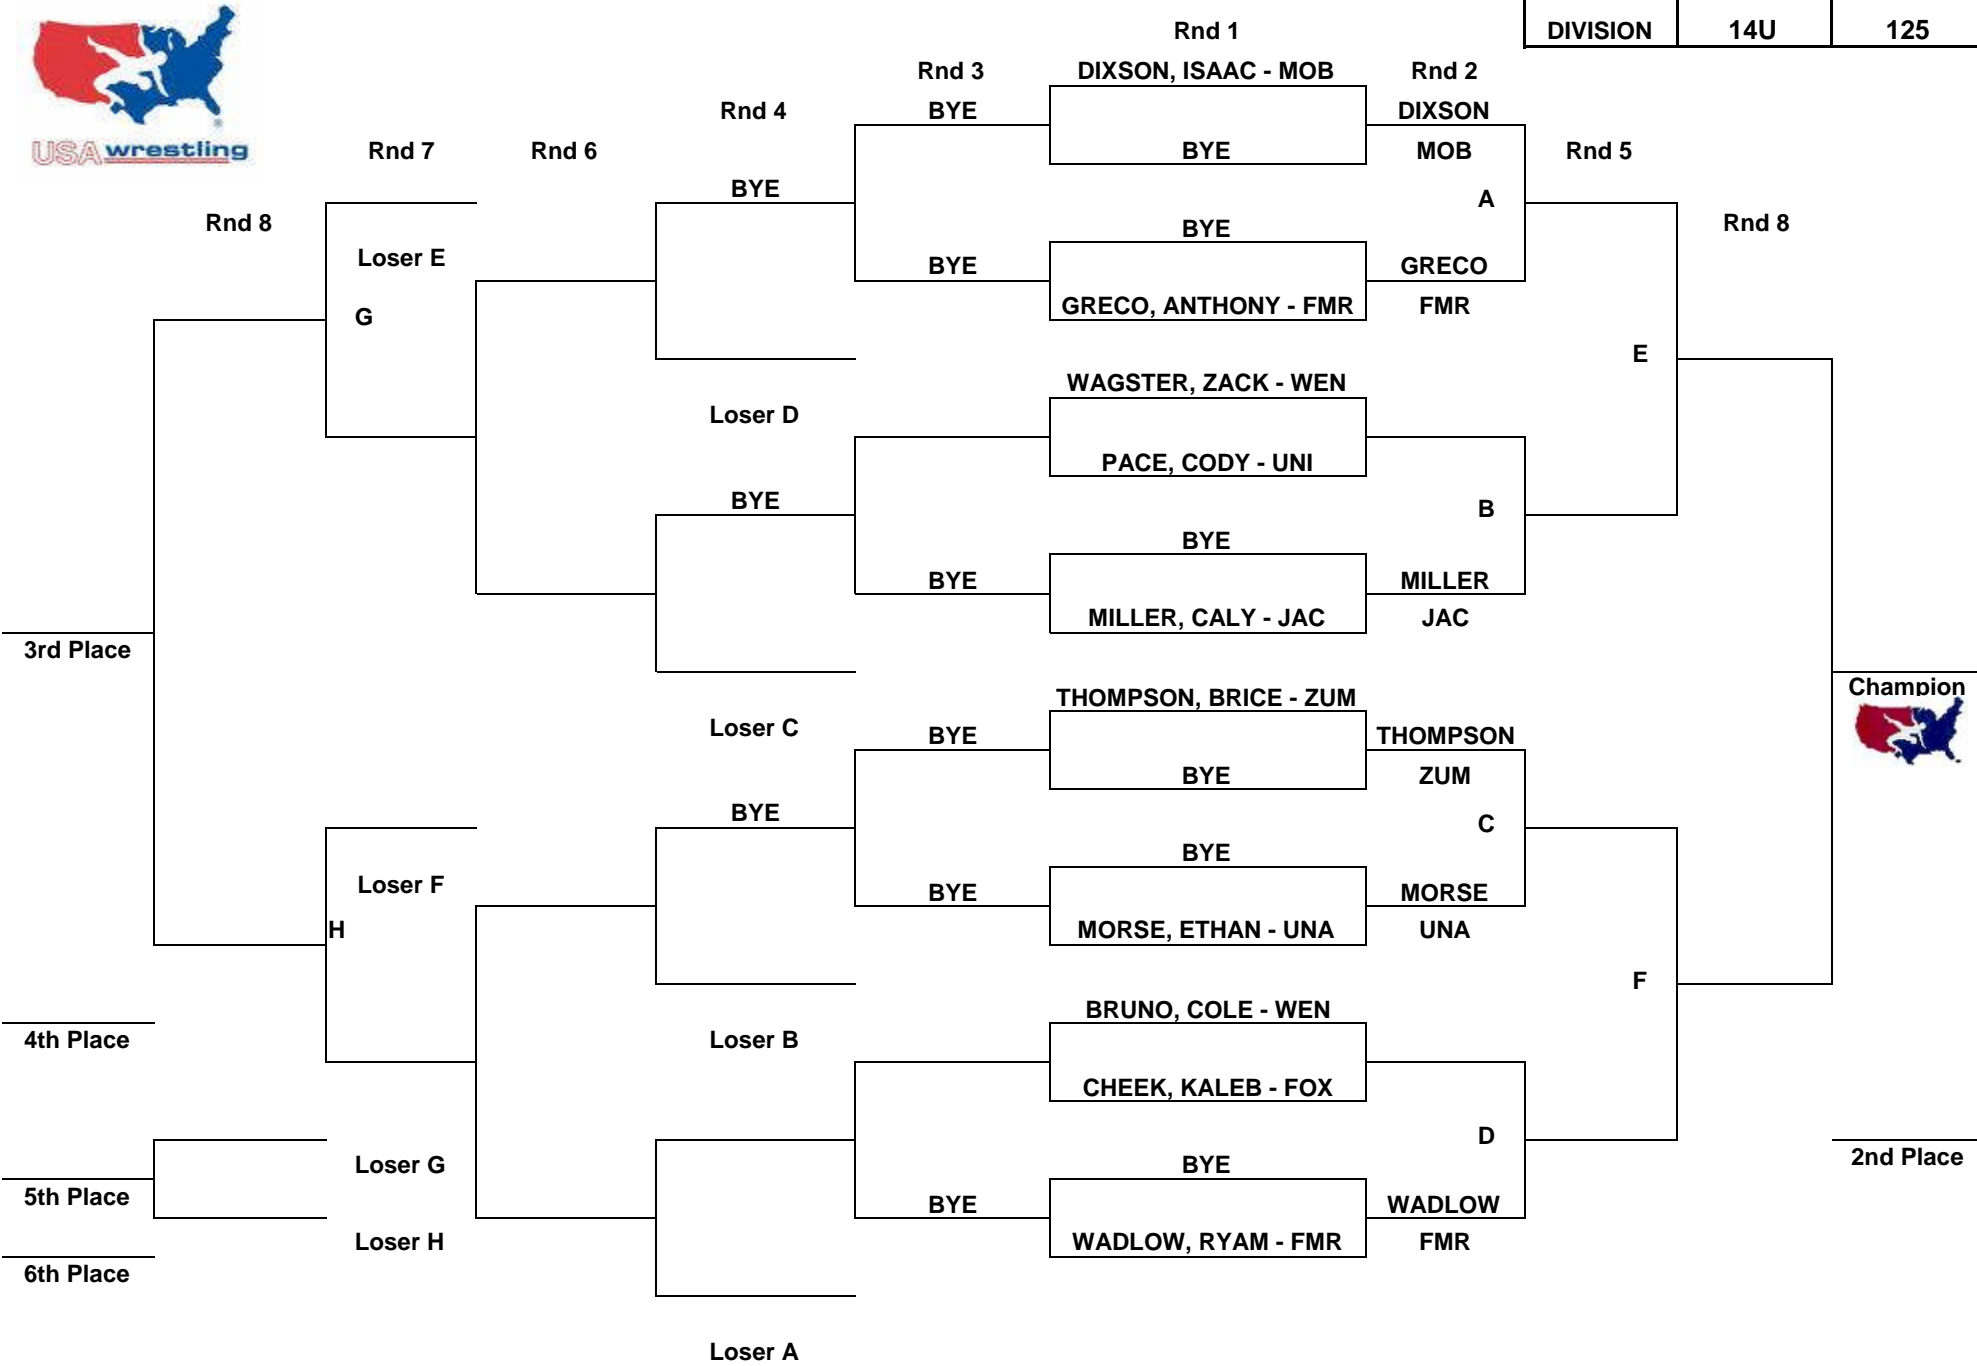 Rnd 1
DIVISION 14U 125
Rnd 3 DIXSON, ISAAC - MOB Rnd 2
Rnd 4 BYE DIXSON
USA wrestling Rnd 7 Rnd 6 BYE MOB Rnd 5
BYE
A
Rnd 8 BYE Rnd 8
Loser E BYE GRECO
G GRECO, ANTHONY - FMR FMR
E
WAGSTER, ZACK - WEN
Loser D
PACE, CODY - UNI
BYE B
BYE
BYE MILLER
MILLER, CALY - JAC JAC
3rd Place
Champion
THOMPSON, BRICE - ZUM
Loser C BYE THOMPSON
BYE ZUM
BYE C
BYE
Loser F BYE MORSE
H MORSE, ETHAN - UNA UNA
F
BRUNO, COLE - WEN
4th Place Loser B
CHEEK, KALEB - FOX
D
Loser G BYE 2nd Place
5th Place BYE WADLOW
Loser H WADLOW, RYAM - FMR FMR
6th Place
Loser A